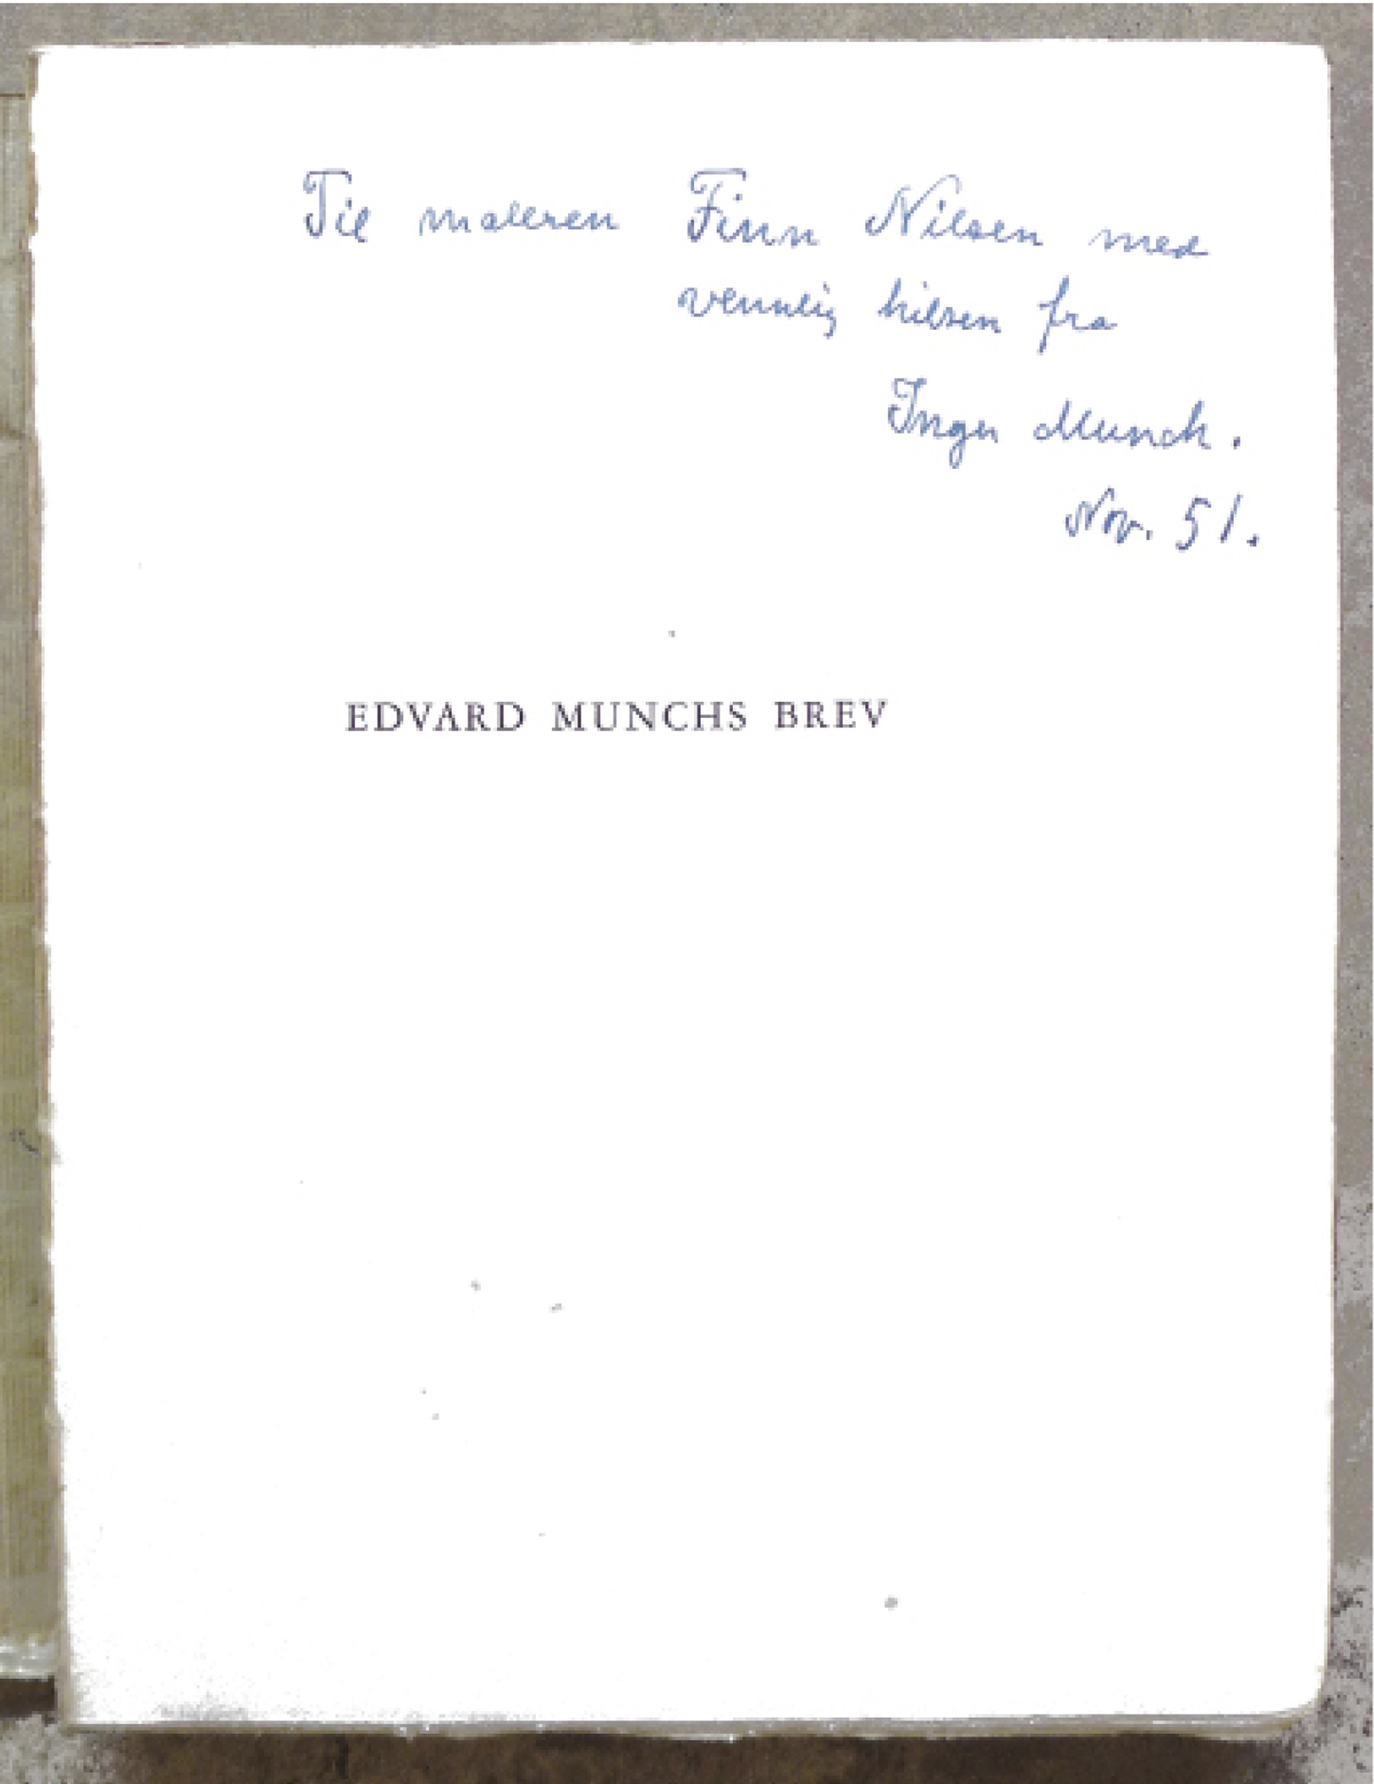 Til maleren Finn Nilsen med
vennlig hilsen fra
Inger Munch.
Nov. 51.
EDVARD MUNCHS BREV